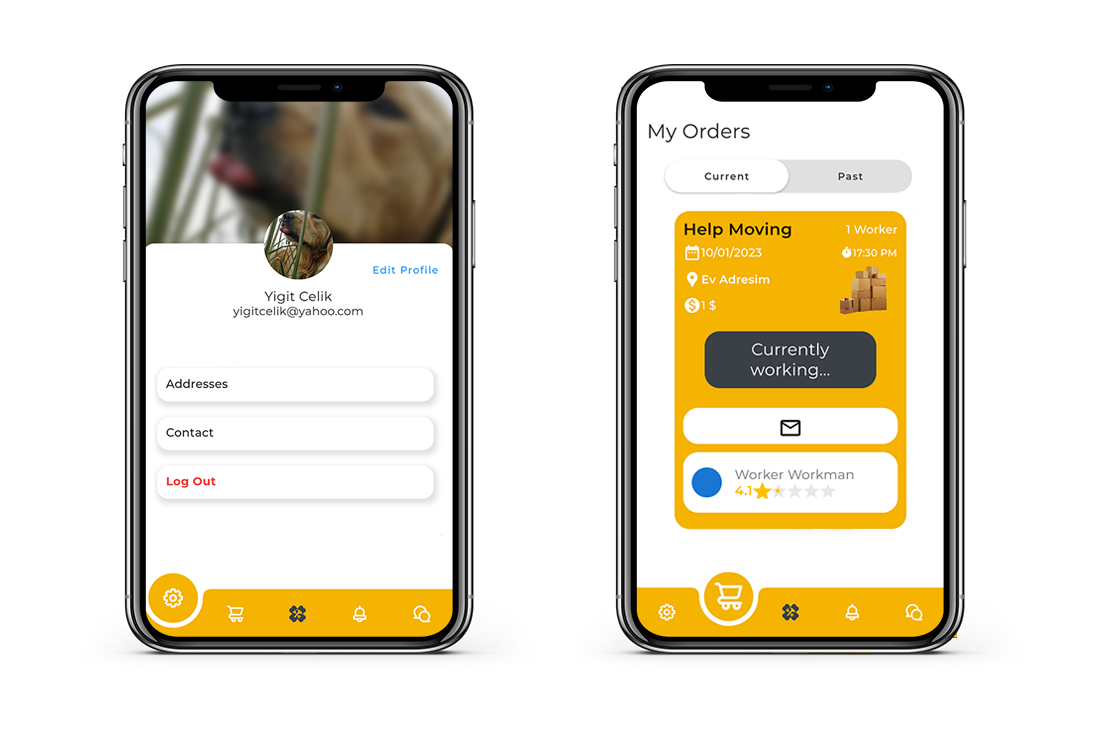 Edit Profile
Yigit Celik
yigitcelik@yahoo.com
Addresses
Contact
Log Out
My Orders
Current Past
Help Moving 1 Worker
10/01/2023 17:30 PM
Ev Adresim
1 $
Currently
working...
Worker Workman
4.1